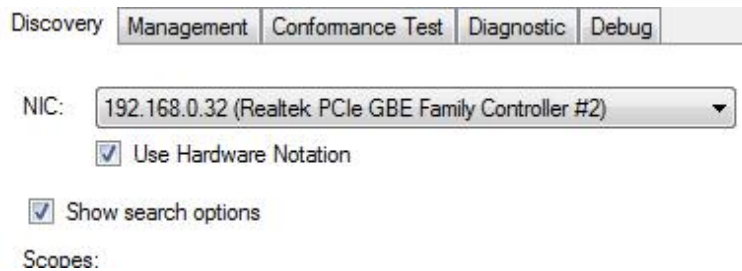 Discovery Management Conformance Test Diagnostic Debug
NIC: 192.168.0.32 (Realtek PCIe GBE Family Controller #2)
Use Hardware Notation
Show search options
Scopes: